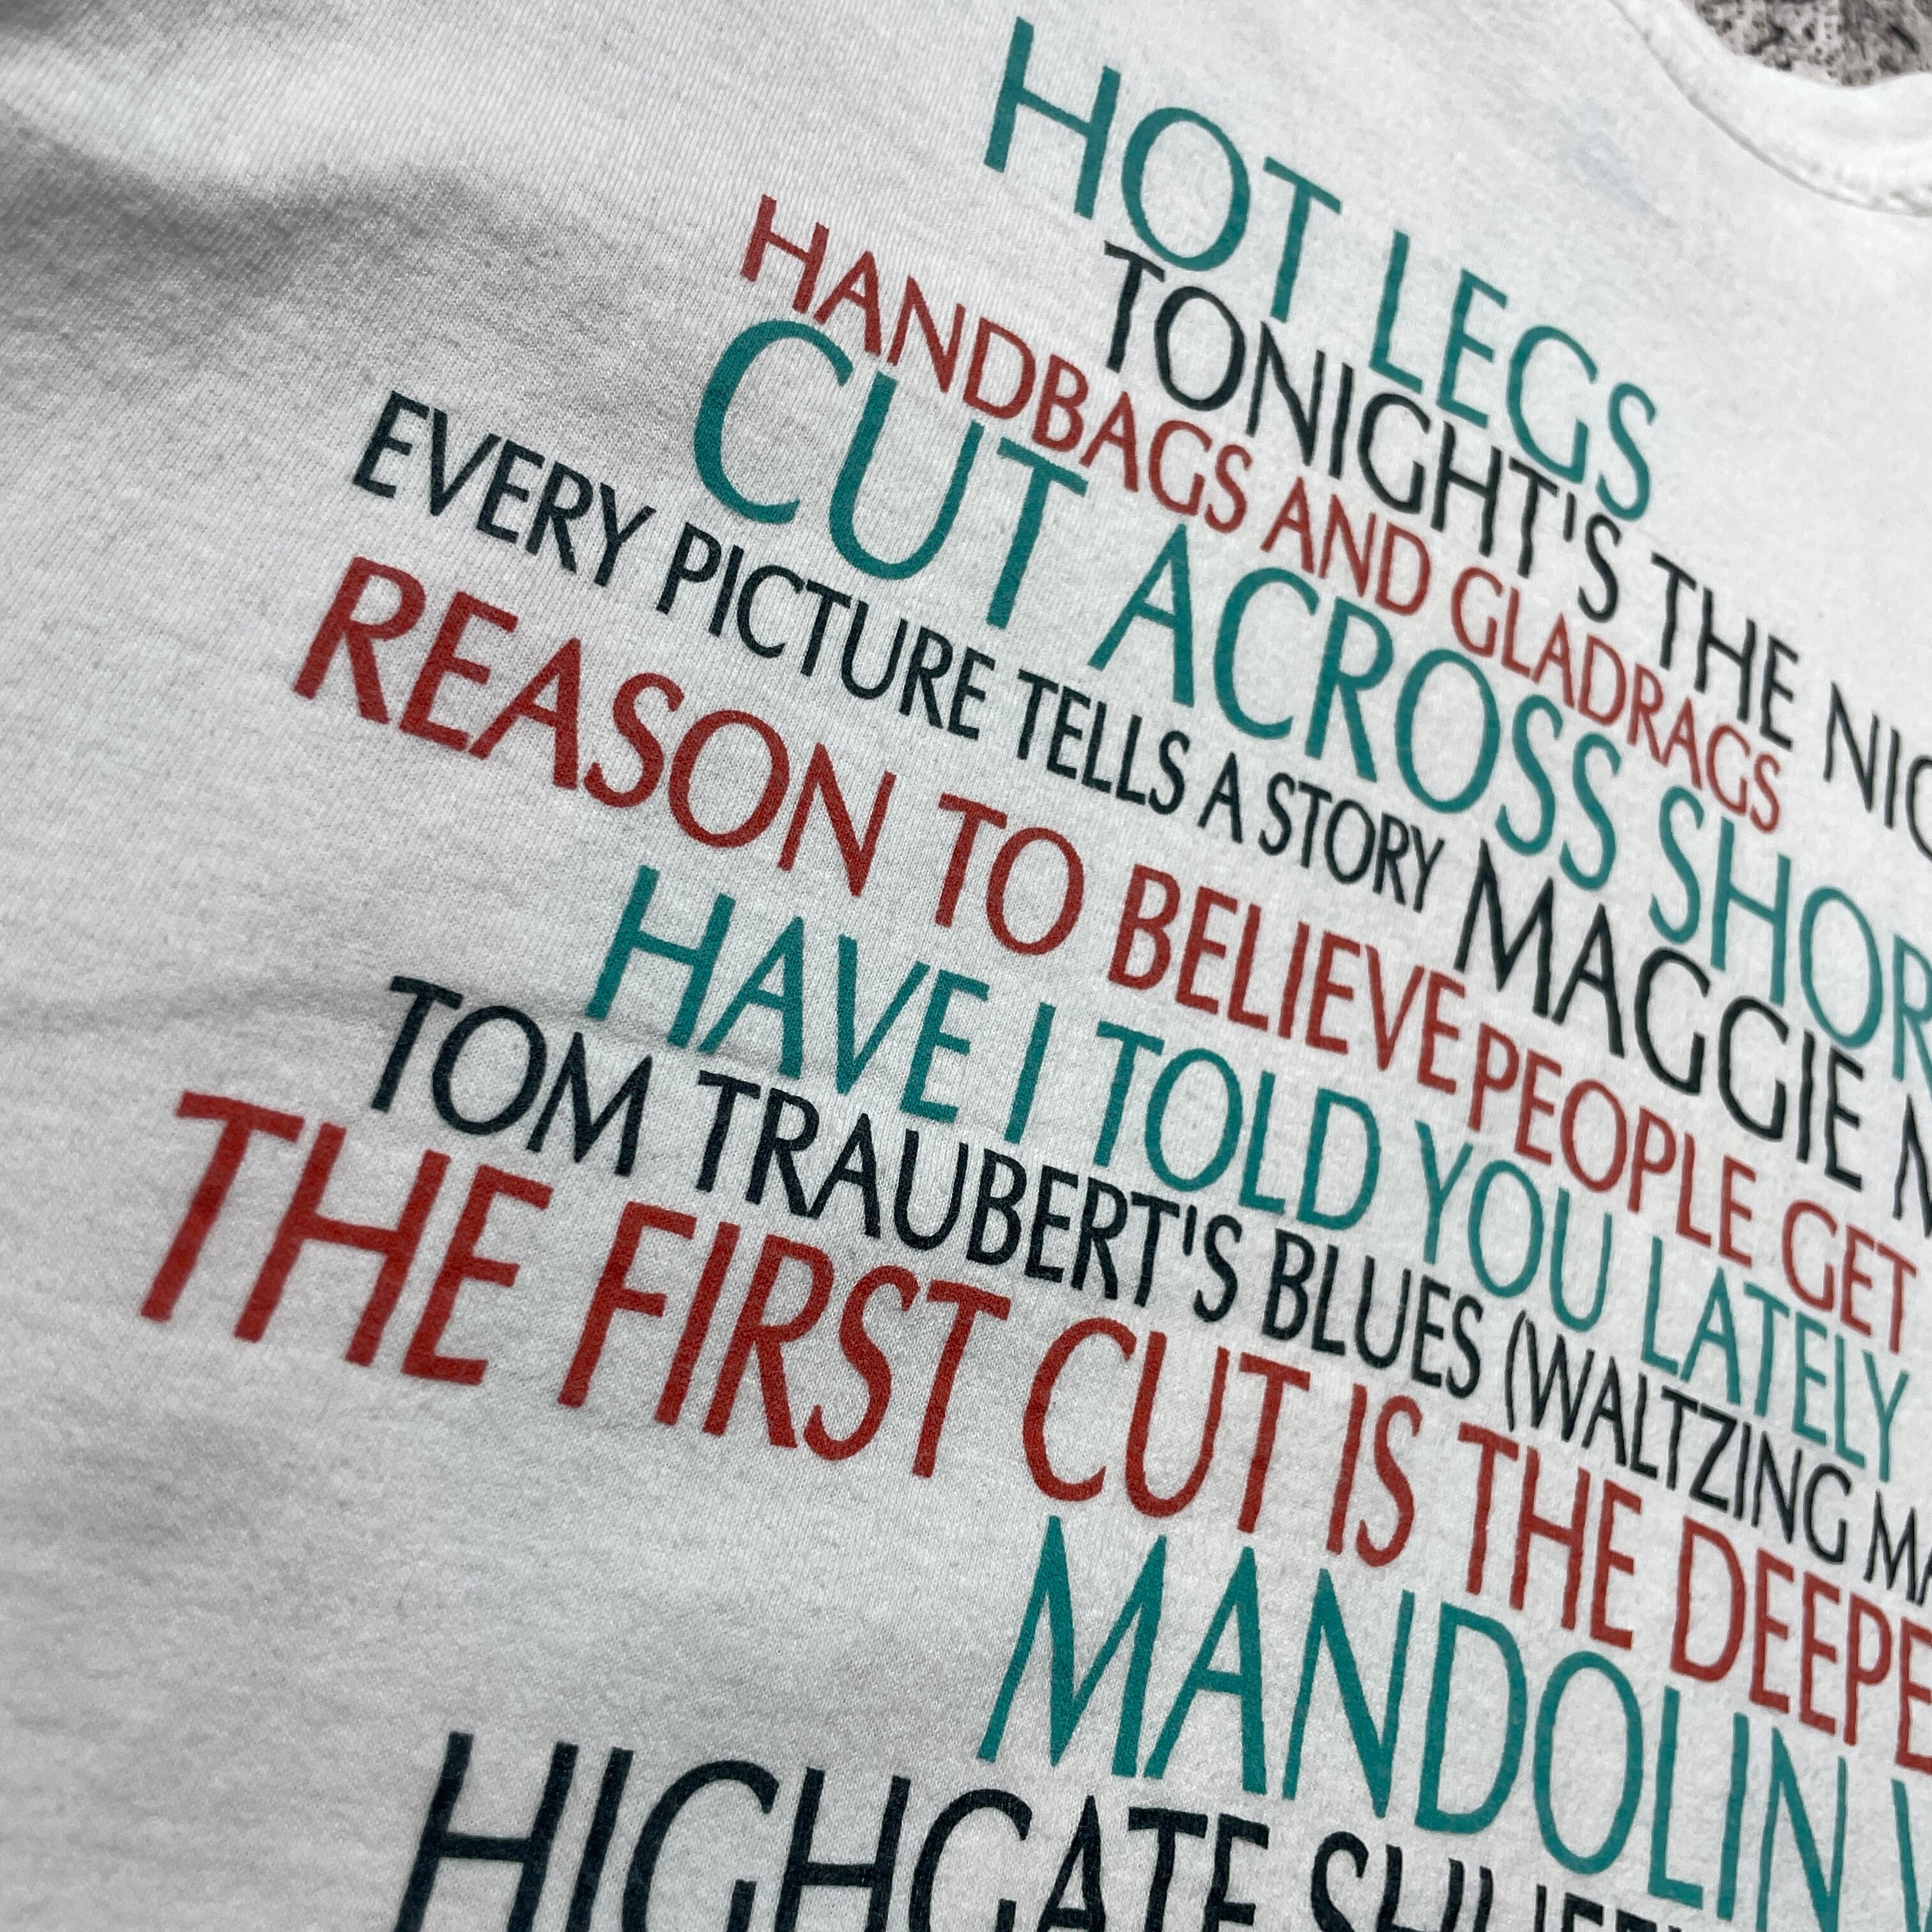 HOT LEGS
TONIGHT'S THE NIG
HANDBAGS AND GLADRAGS
CUT ACROSS SHOR
EVERY PICTURE TELLS A STORY MAGGIE M
REASON TO BELIEVE PEOPLE GET
HAVE I TOLD YOU LATELY
TOM TRAUBERT'S BLUES (WALTZING MA
THE FIRST CUT IS THE DEEPE
MANDOLIN W
HIGHGATE SHUFF